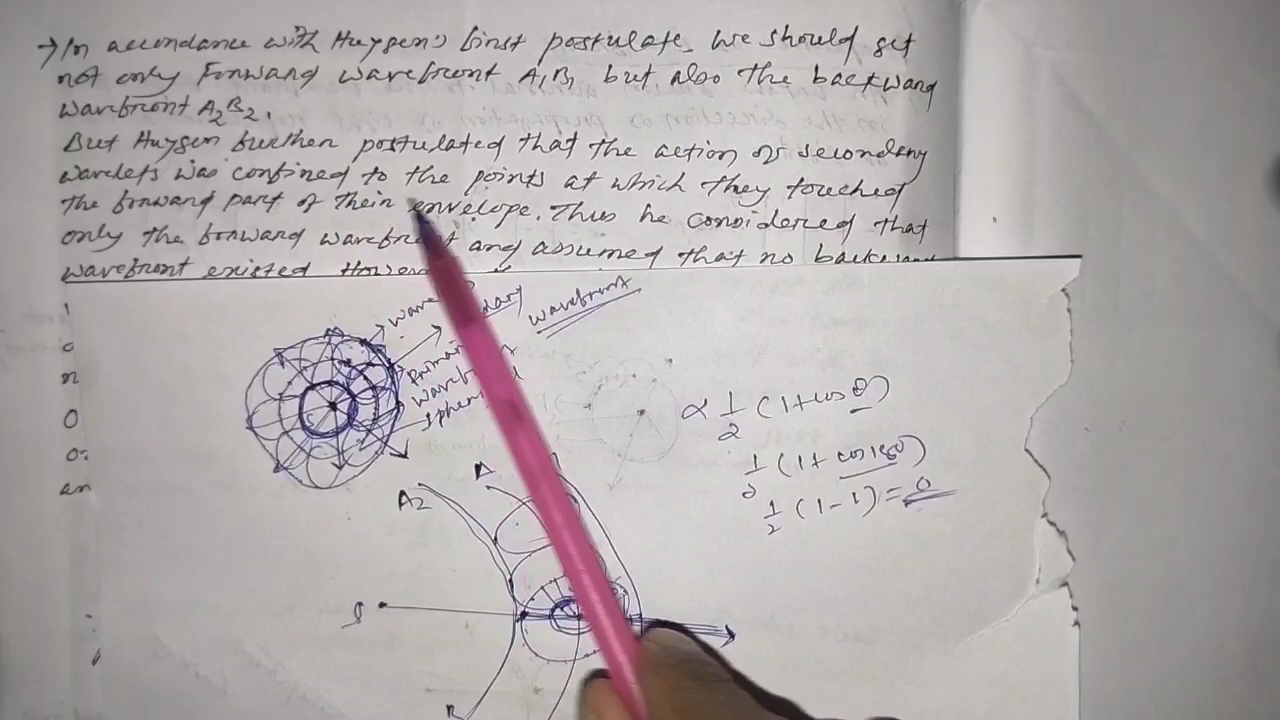 → In accordance with Huygen's first postulate, we should get
not only Forward wavefront A1B1 but also the backward
wavefront A2B2.
But Huygen further postulated that the action of secondary
wavelets was confined to the points at which they touched
the forward part of their envelope. Thus he considered that
only the forward wavefront and assumed that no
wavefront existed
wavefront
Primary
α 1/2 (1+cosθ)
1/2 (1+cos180)
1/2 (1-1)=0
A2
A
S
B